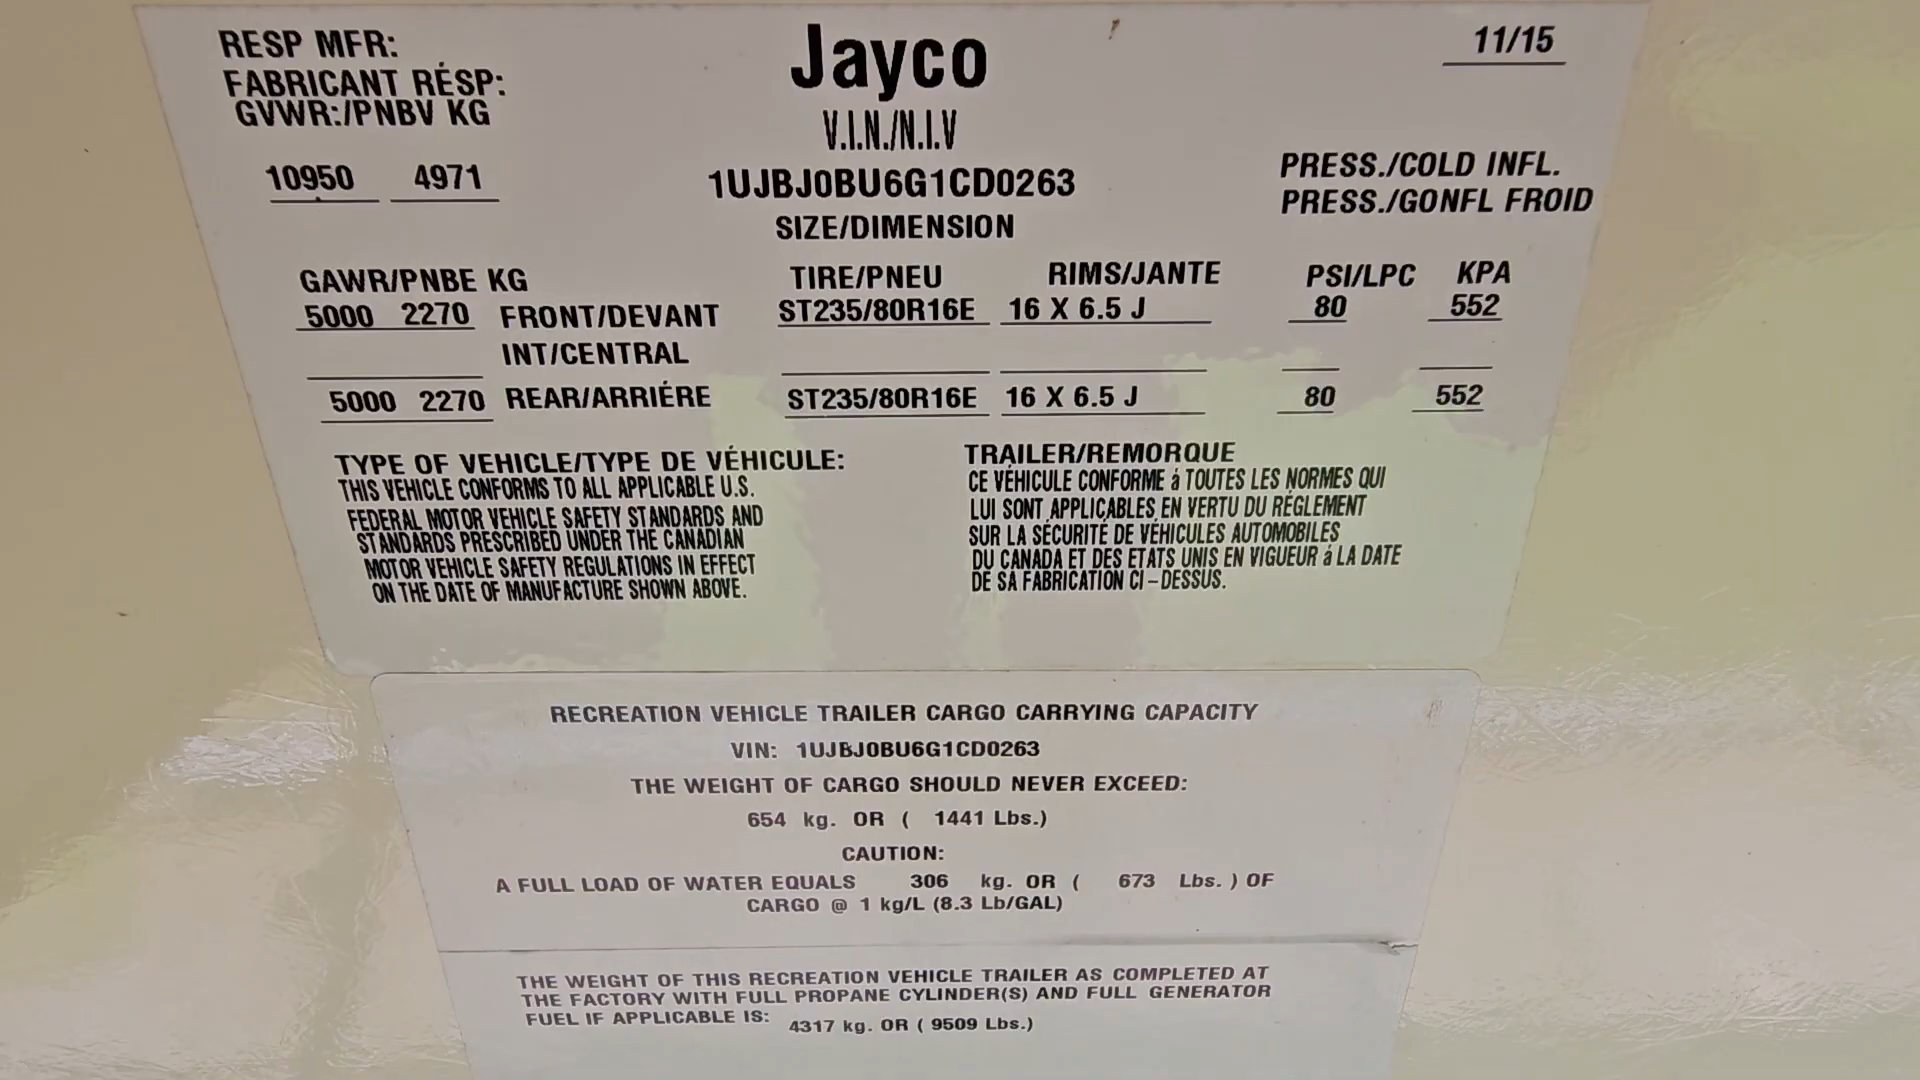 RESP MFR:
FABRICANT RÉSP:
GVWR:/PNBV KG
10950 4971
Jayco
V.I.N./N.I.V
1UJBJ0BU6G1CD0263
SIZE/DIMENSION
11/15
PRESS./COLD INFL.
PRESS./GONFL FROID
GAWR/PNBE KG TIRE/PNEU RIMS/JANTE PSI/LPC KPA
5000 2270 FRONT/DEVANT ST235/80R16E 16 X 6.5 J 80 552
INT/CENTRAL
5000 2270 REAR/ARRIÉRE ST235/80R16E 16 X 6.5 J 80 552
TYPE OF VEHICLE/TYPE DE VÉHICULE:
THIS VEHICLE CONFORMS TO ALL APPLICABLE U.S.
FEDERAL MOTOR VEHICLE SAFETY STANDARDS AND
STANDARDS PRESCRIBED UNDER THE CANADIAN
MOTOR VEHICLE SAFETY REGULATIONS IN EFFECT
ON THE DATE OF MANUFACTURE SHOWN ABOVE.
TRAILER/REMORQUE
CE VÉHICULE CONFORME á TOUTES LES NORMES QUI
LUI SONT APPLICABLES EN VERTU DU RÉGLEMENT
SUR LA SÉCURITÉ DE VÉHICULES AUTOMOBILES
DU CANADA ET DES ETATS UNIS EN VIGUEUR á LA DATE
DE SA FABRICATION CI-DESSUS.
RECREATION VEHICLE TRAILER CARGO CARRYING CAPACITY
VIN: 1UJBJ0BU6G1CD0263
THE WEIGHT OF CARGO SHOULD NEVER EXCEED:
654 kg. OR ( 1441 Lbs.)
CAUTION:
A FULL LOAD OF WATER EQUALS 306 kg. OR ( 673 Lbs. ) OF
CARGO @ 1 kg/L (8.3 Lb/GAL)
THE WEIGHT OF THIS RECREATION VEHICLE TRAILER AS COMPLETED AT
THE FACTORY WITH FULL PROPANE CYLINDER(S) AND FULL GENERATOR
FUEL IF APPLICABLE IS: 4317 kg. OR ( 9509 Lbs.)